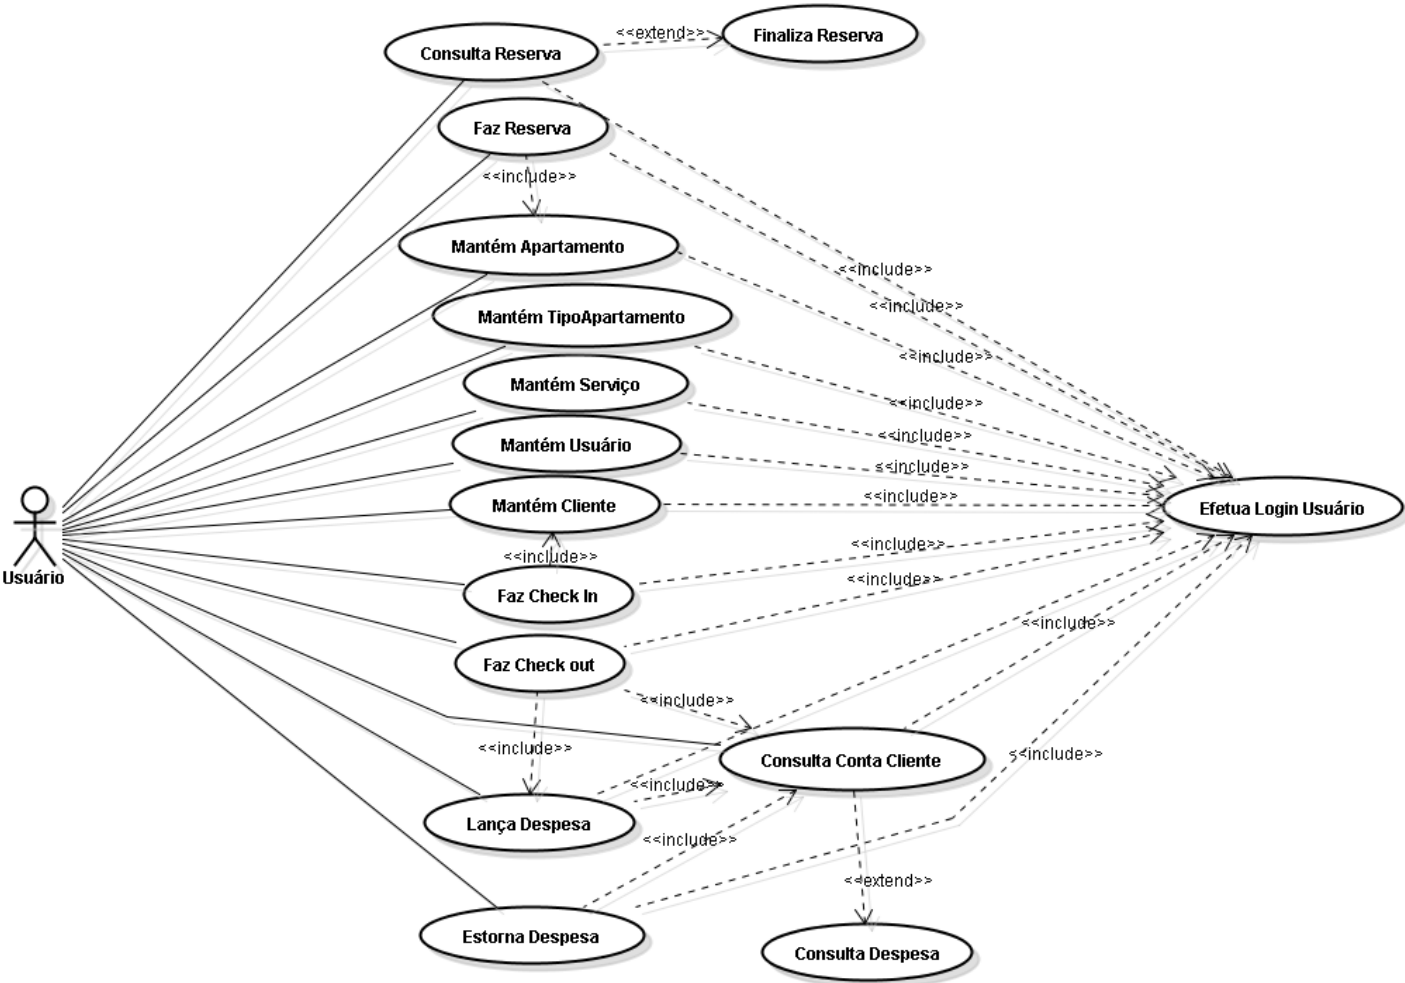 <<extend>>
Finaliza Reserva
Consulta Reserva
Faz Reserva
<<include>>
Mantém Apartamento
<<include>>
<<include>>
Mantém TipoApartamento
<<include>>
Mantém Serviço
<<include>>
<<include>>
Mantém Usuário
<<include>>
Mantém Cliente
<<include>>
Efetua Login Usuário
<<include>>
<<include>>
Usuário
<<include>>
Faz Check In
<<include>>
Faz Check out
<<include>>
<<include>>
<<include>>
Consulta Conta Cliente
<<include>>
Lança Despesa
<<include>>
<<extend>>
Estorna Despesa
Consulta Despesa